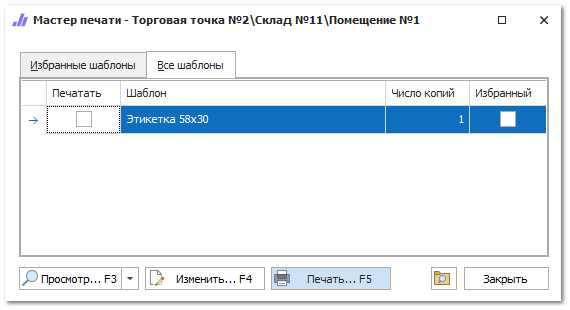 Мастер печати - Торговая точка №2\Склад №11\Помещение №1
Избранные шаблоны Все шаблоны
Печатать Шаблон Число копий Избранный
Этикетка 58x30 1
Просмотр... F3 Изменить... F4 Печать... F5 Закрыть